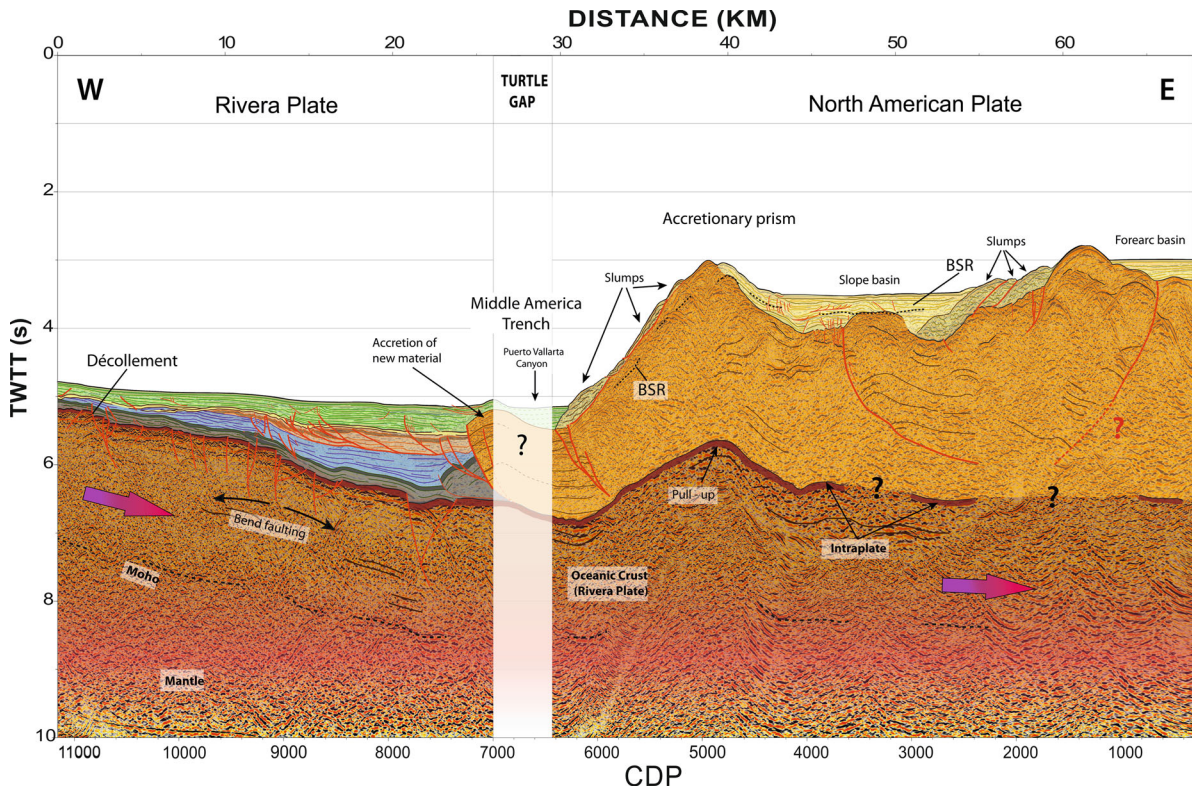 DISTANCE (KM)
0 10 20 30 40 50 60
W
Rivera Plate
TURTLE
GAP
North American Plate
E
TWTT (s)
0
2
4
6
8
10
Accretionary prism
Slumps
Middle America
Trench
Puerto Vallarta
Canyon
Accretion of
new material
Décollement
Slope basin
BSR
Slumps
Forearc basin
BSR
?
Pull - up
?
?
?
Intraplate
Bend faulting
Moho
Oceanic Crust
(Rivera Plate)
Mantle
11000 10000 9000 8000 7000 6000 5000 4000 3000 2000 1000
CDP